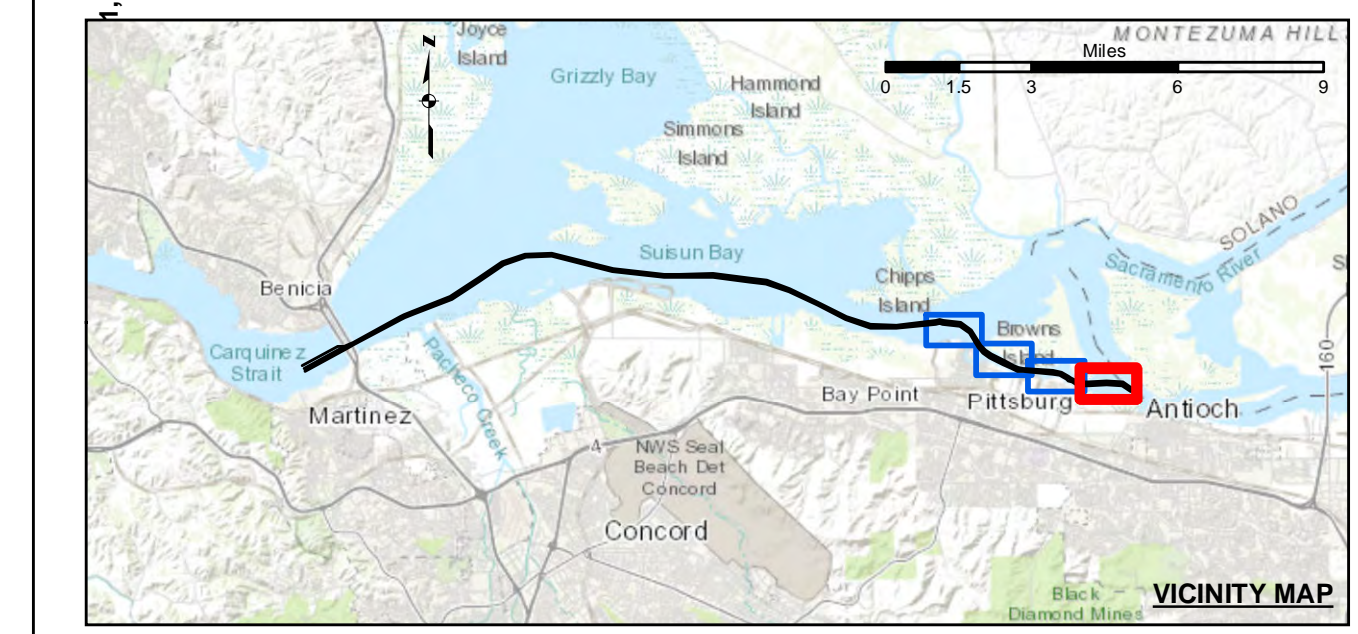 Joyce
Island
MONTEZUMA HILL
Miles
0 1.5 3 6 9
N
Grizzly Bay
Hammond
Island
Simmons
Island
SOLANO
Sacramento River
Suisun Bay
Chipps
Island
Benicia
Browns
Island
Carquinez
Strait
Pacheco Creek
160
Bay Point
Pittsburg
Antioch
Martinez
4
NWS Seal
Beach Det
Concord
Concord
Black
Diamond Mines
VICINITY MAP